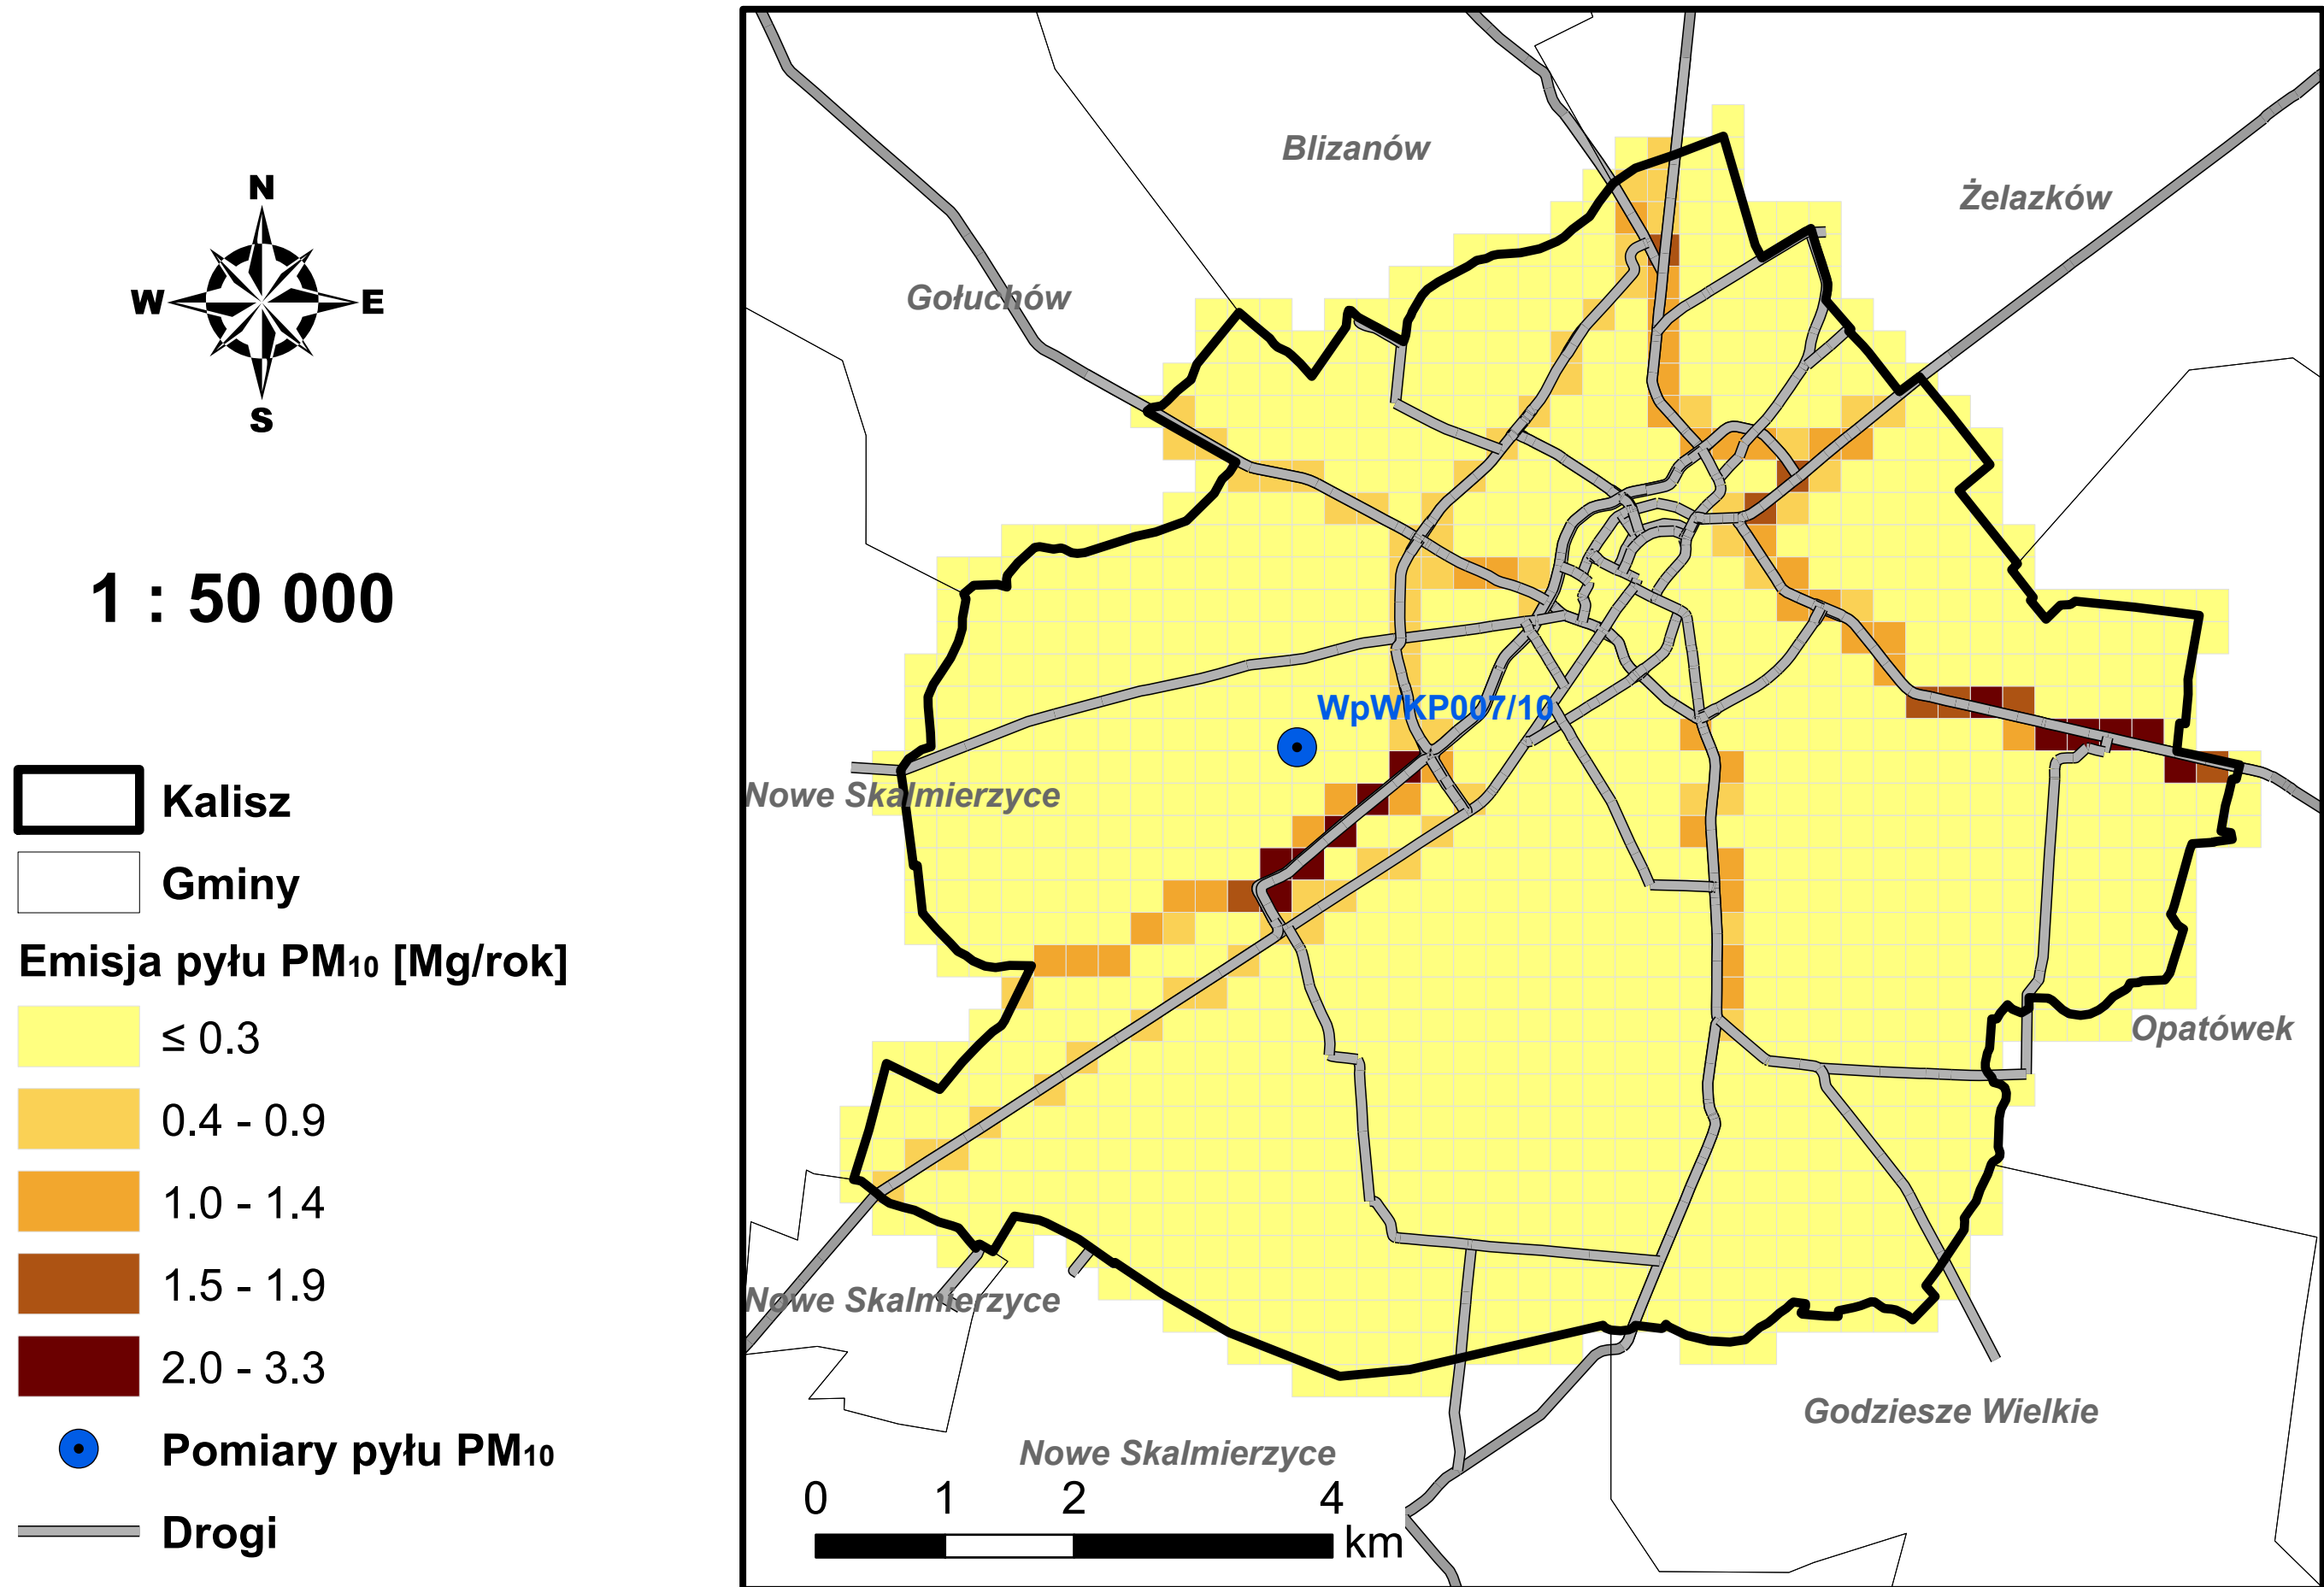 N
W
E
S
1 : 50 000
Kalisz
Gminy
Emisja pyłu PM10 [Mg/rok]
≤ 0.3
0.4 - 0.9
1.0 - 1.4
1.5 - 1.9
2.0 - 3.3
Pomiary pyłu PM10
Drogi
Blizanów
Żelazków
Gołuchów
WpWKP007/10
Nowe Skalmierzyce
Opatówek
Nowe Skalmierzyce
Godziesze Wielkie
Nowe Skalmierzyce
0 1 2 4
km